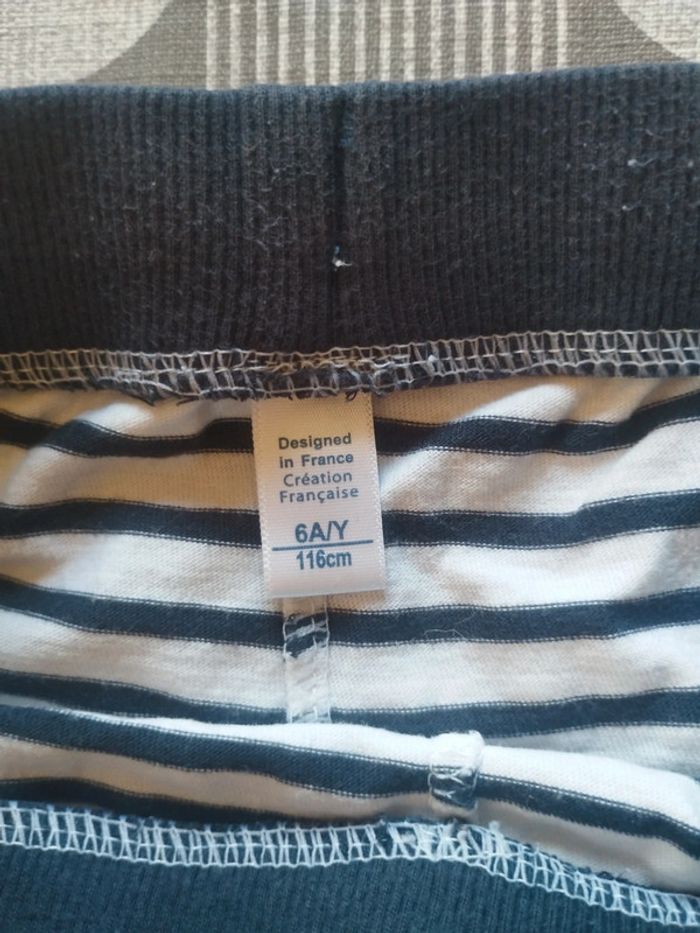 Designed
in France
Création
Française
6A/Y
116cm